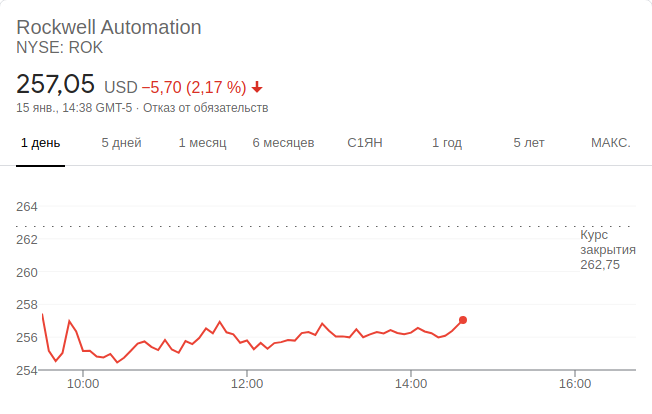 Rockwell Automation
NYSE: ROK
257,05 USD −5,70 (2,17 %)
15 янв., 14:38 GMT-5 · Отказ от обязательств
1 день 5 дней 1 месяц 6 месяцев С1ЯН 1 год 5 лет МАКС.
264
262
260
258
256
254
Курс
закрытия
262,75
10:00 12:00 14:00 16:00